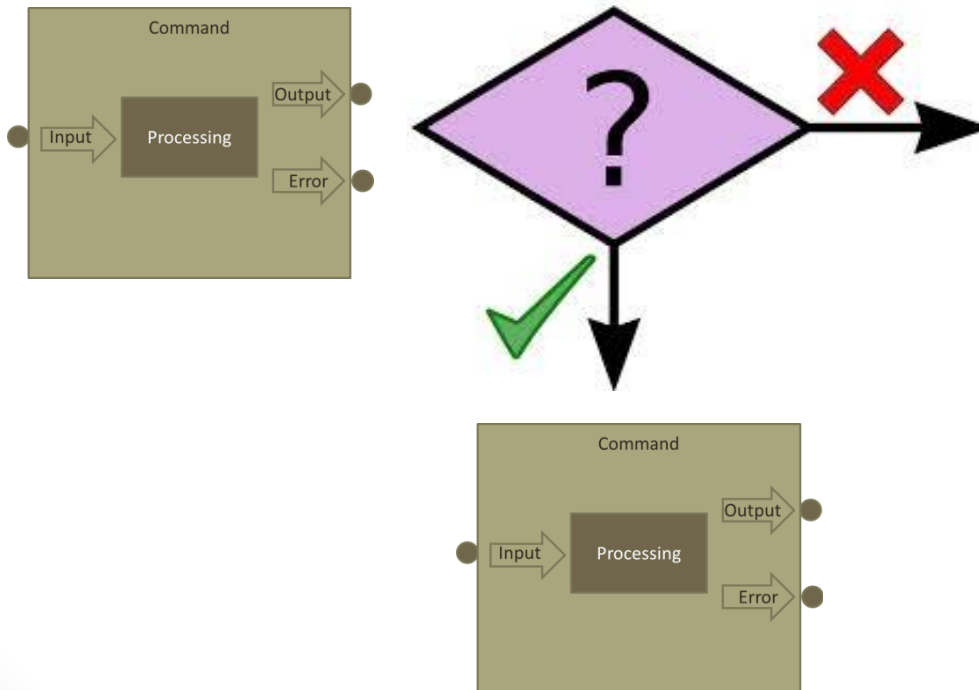 Command
Output
Input
Processing
Error
?
Command
Output
Input
Processing
Error